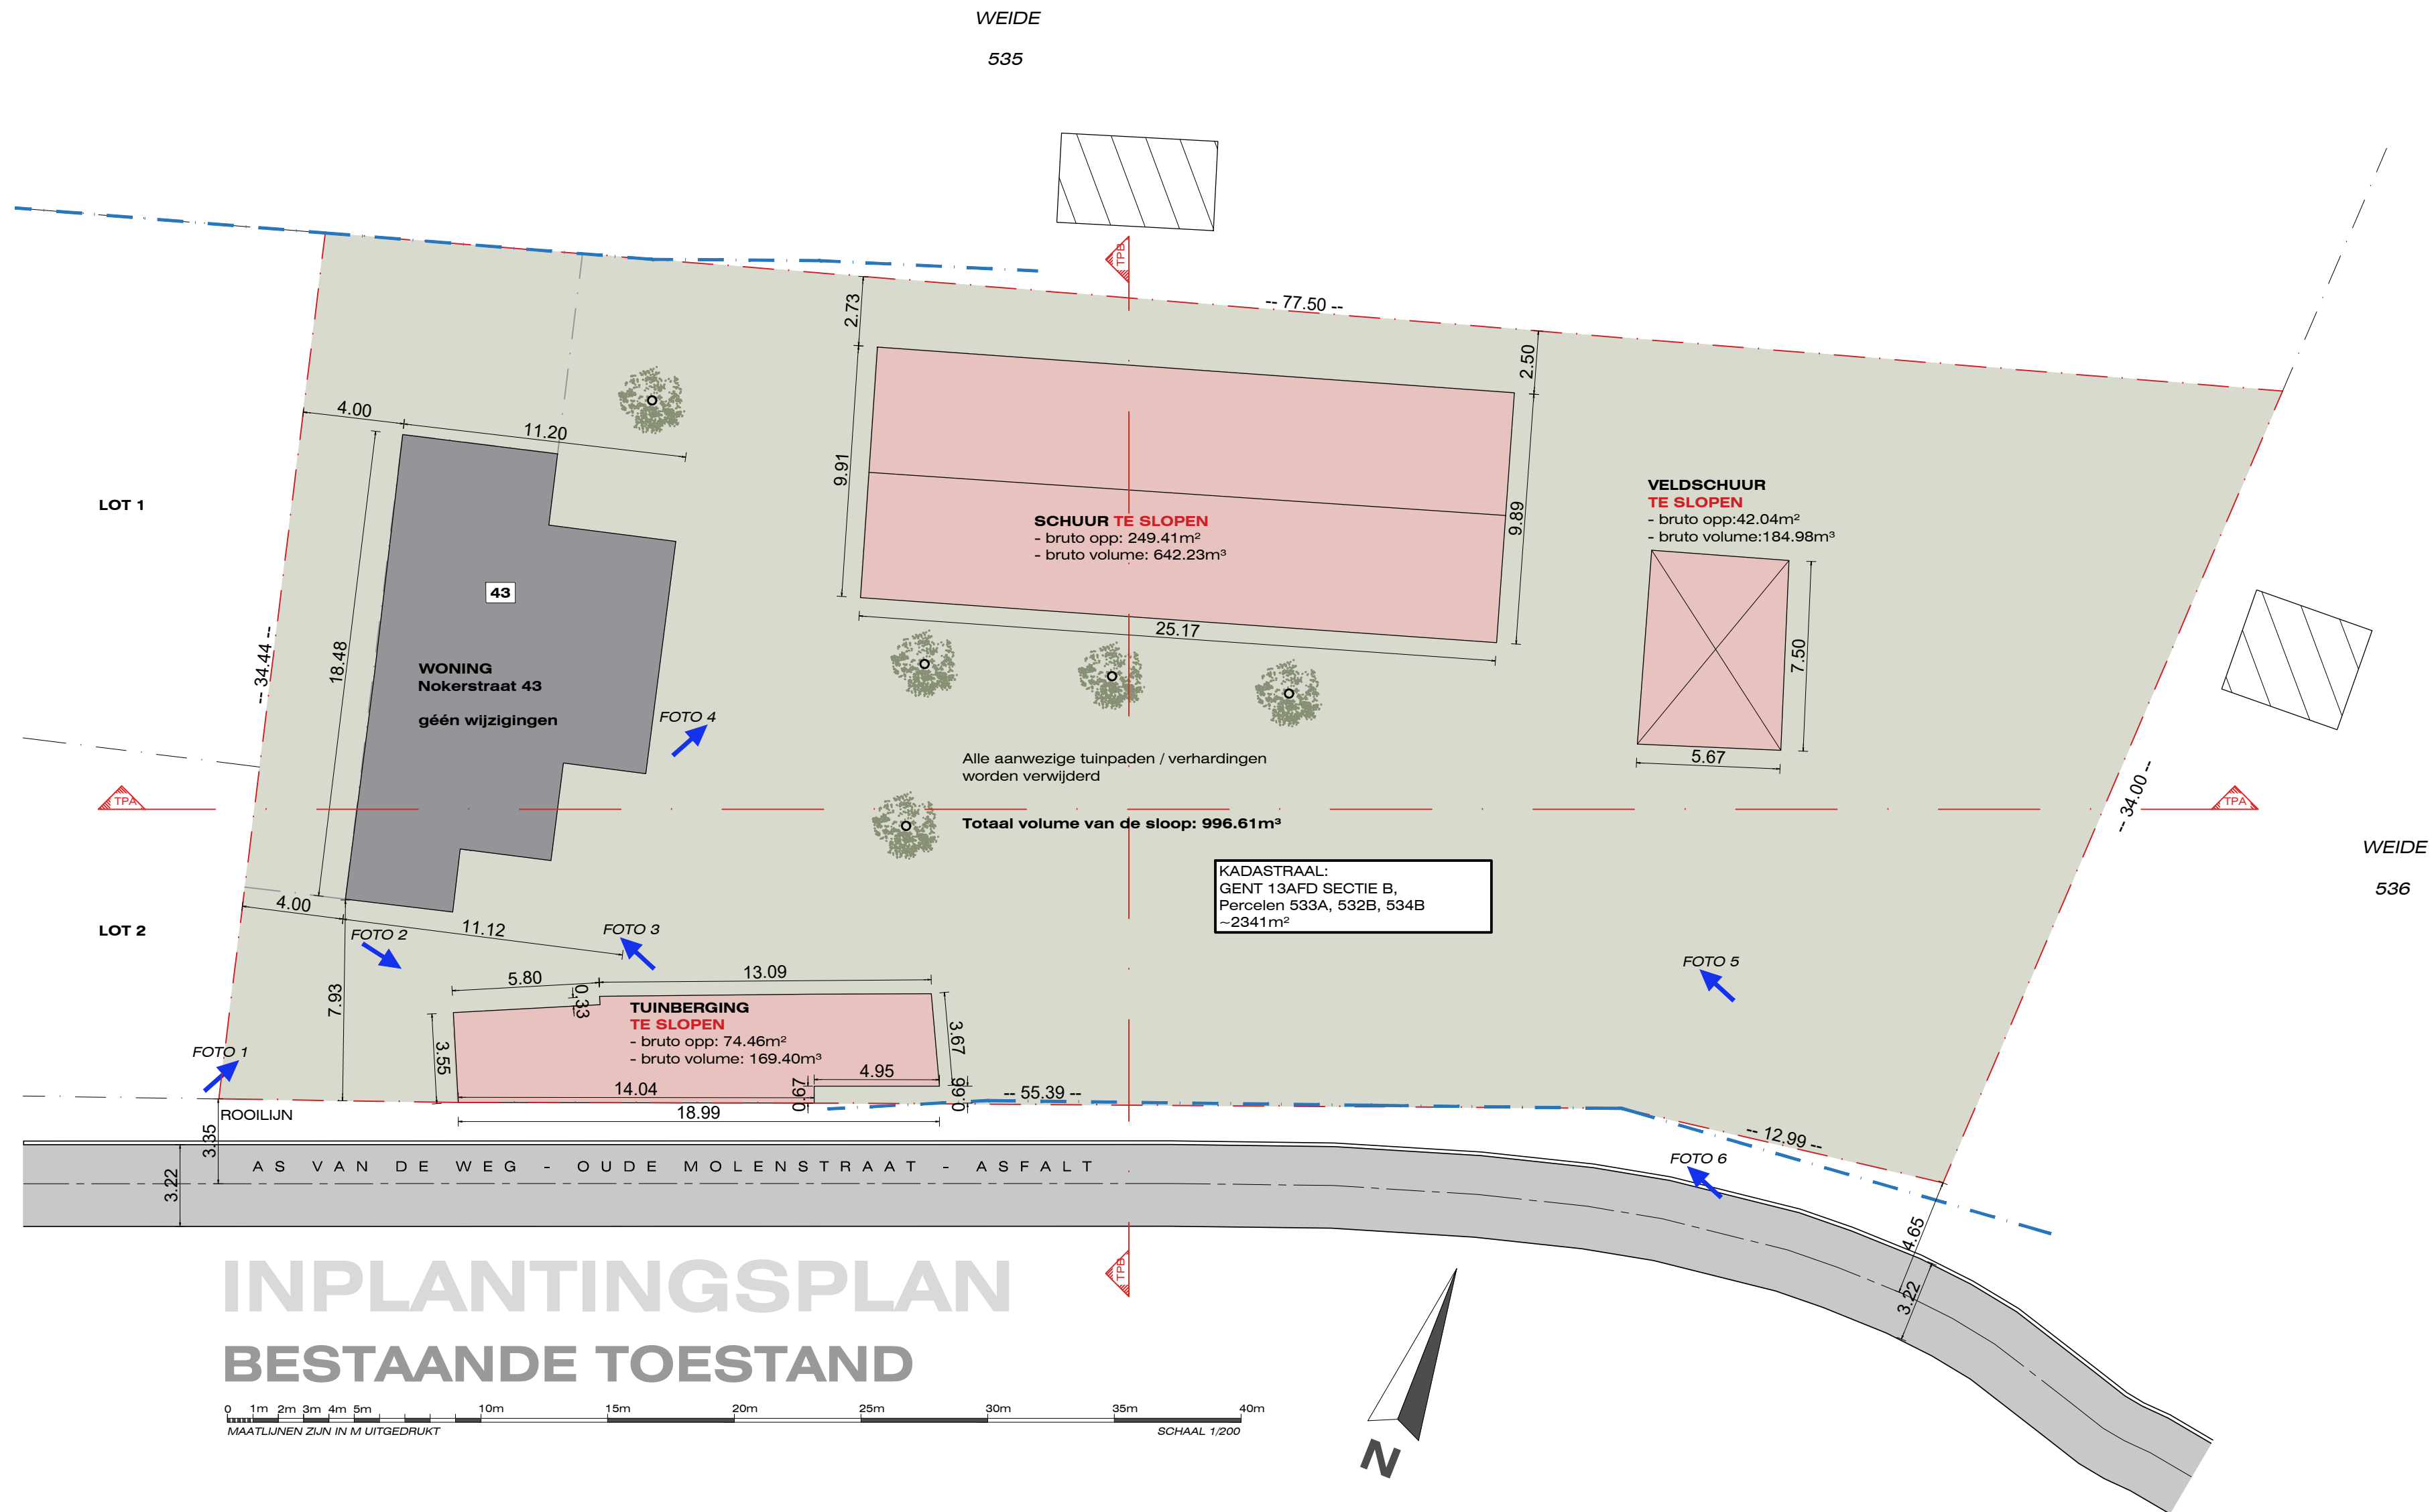 WEIDE
535
TPB
-- 77.50 --
2.73
2.50
4.00
11.20
9.91
9.89
LOT 1
VELDSCHUUR
TE SLOPEN
- bruto opp:42.04m²
- bruto volume:184.98m³
SCHUUR TE SLOPEN
- bruto opp: 249.41m²
- bruto volume: 642.23m³
43
25.17
-- 34.44 --
18.48
WONING
Nokerstraat 43
géén wijzigingen
FOTO 4
7.50
5.67
Alle aanwezige tuinpaden / verhardingen
worden verwijderd
TPA
TPA
-- 34.00 --
Totaal volume van de sloop: 996.61m³
WEIDE
536
KADASTRAAL:
GENT 13AFD SECTIE B,
Percelen 533A, 532B, 534B
~2341m²
LOT 2
4.00
11.12
FOTO 2
FOTO 3
FOTO 5
7.93
5.80
13.09
0.33
TUINBERGING
TE SLOPEN
- bruto opp: 74.46m²
- bruto volume: 169.40m³
3.55
3.67
4.95
14.04
0.67
0.66
18.99
-- 55.39 --
FOTO 1
ROOILIJN
3.35
3.22
-- 12.99 --
FOTO 6
AS VAN DE WEG - OUDE MOLENSTRAAT - ASFALT
4.65
3.22
TPB
INPLANTINGSPLAN
BESTAANDE TOESTAND
0 1m 2m 3m 4m 5m 10m 15m 20m 25m 30m 35m 40m
MAATLIJNEN ZIJN IN M UITGEDRUKT SCHAAL 1/200
N